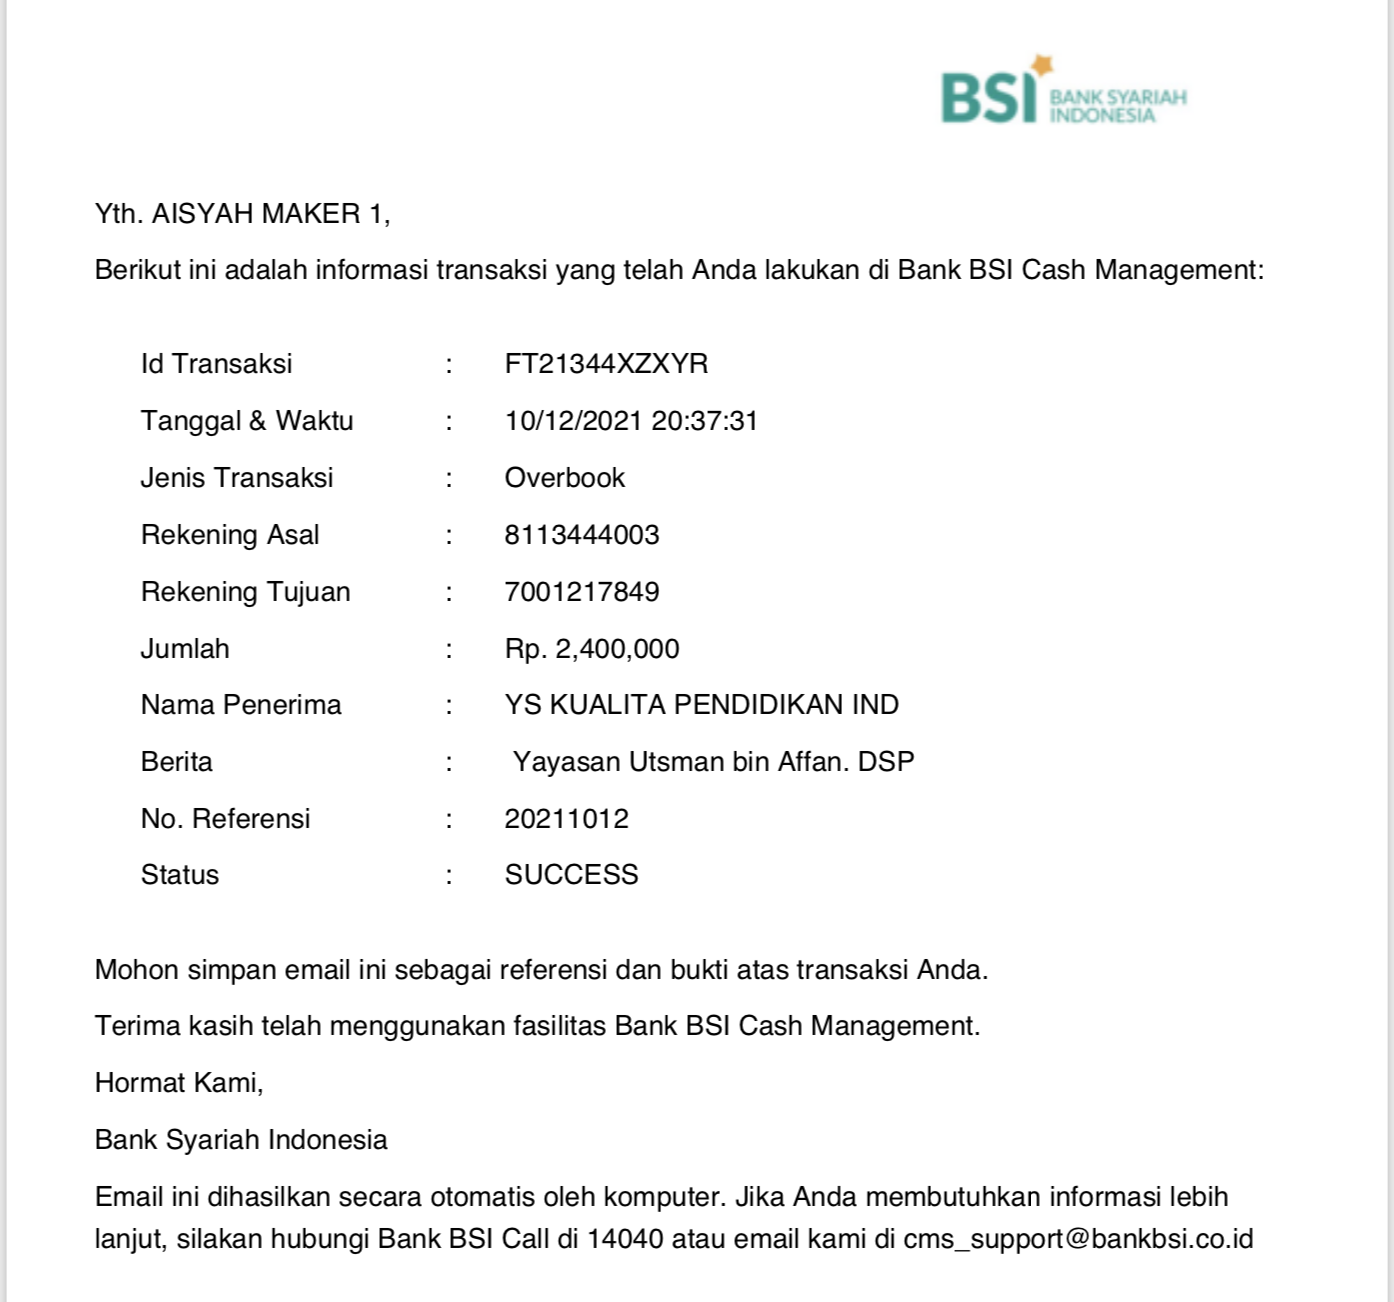 BSI BANK SYARIAH
INDONESIA
Yth. AISYAH MAKER 1,
Berikut ini adalah informasi transaksi yang telah Anda lakukan di Bank BSI Cash Management:
Id Transaksi : FT21344XZXYR
Tanggal & Waktu : 10/12/2021 20:37:31
Jenis Transaksi : Overbook
Rekening Asal : 8113444003
Rekening Tujuan : 7001217849
Jumlah : Rp. 2,400,000
Nama Penerima : YS KUALITA PENDIDIKAN IND
Berita : Yayasan Utsman bin Affan. DSP
No. Referensi : 20211012
Status : SUCCESS
Mohon simpan email ini sebagai referensi dan bukti atas transaksi Anda.
Terima kasih telah menggunakan fasilitas Bank BSI Cash Management.
Hormat Kami,
Bank Syariah Indonesia
Email ini dihasilkan secara otomatis oleh komputer. Jika Anda membutuhkan informasi lebih
lanjut, silakan hubungi Bank BSI Call di 14040 atau email kami di cms_support@bankbsi.co.id